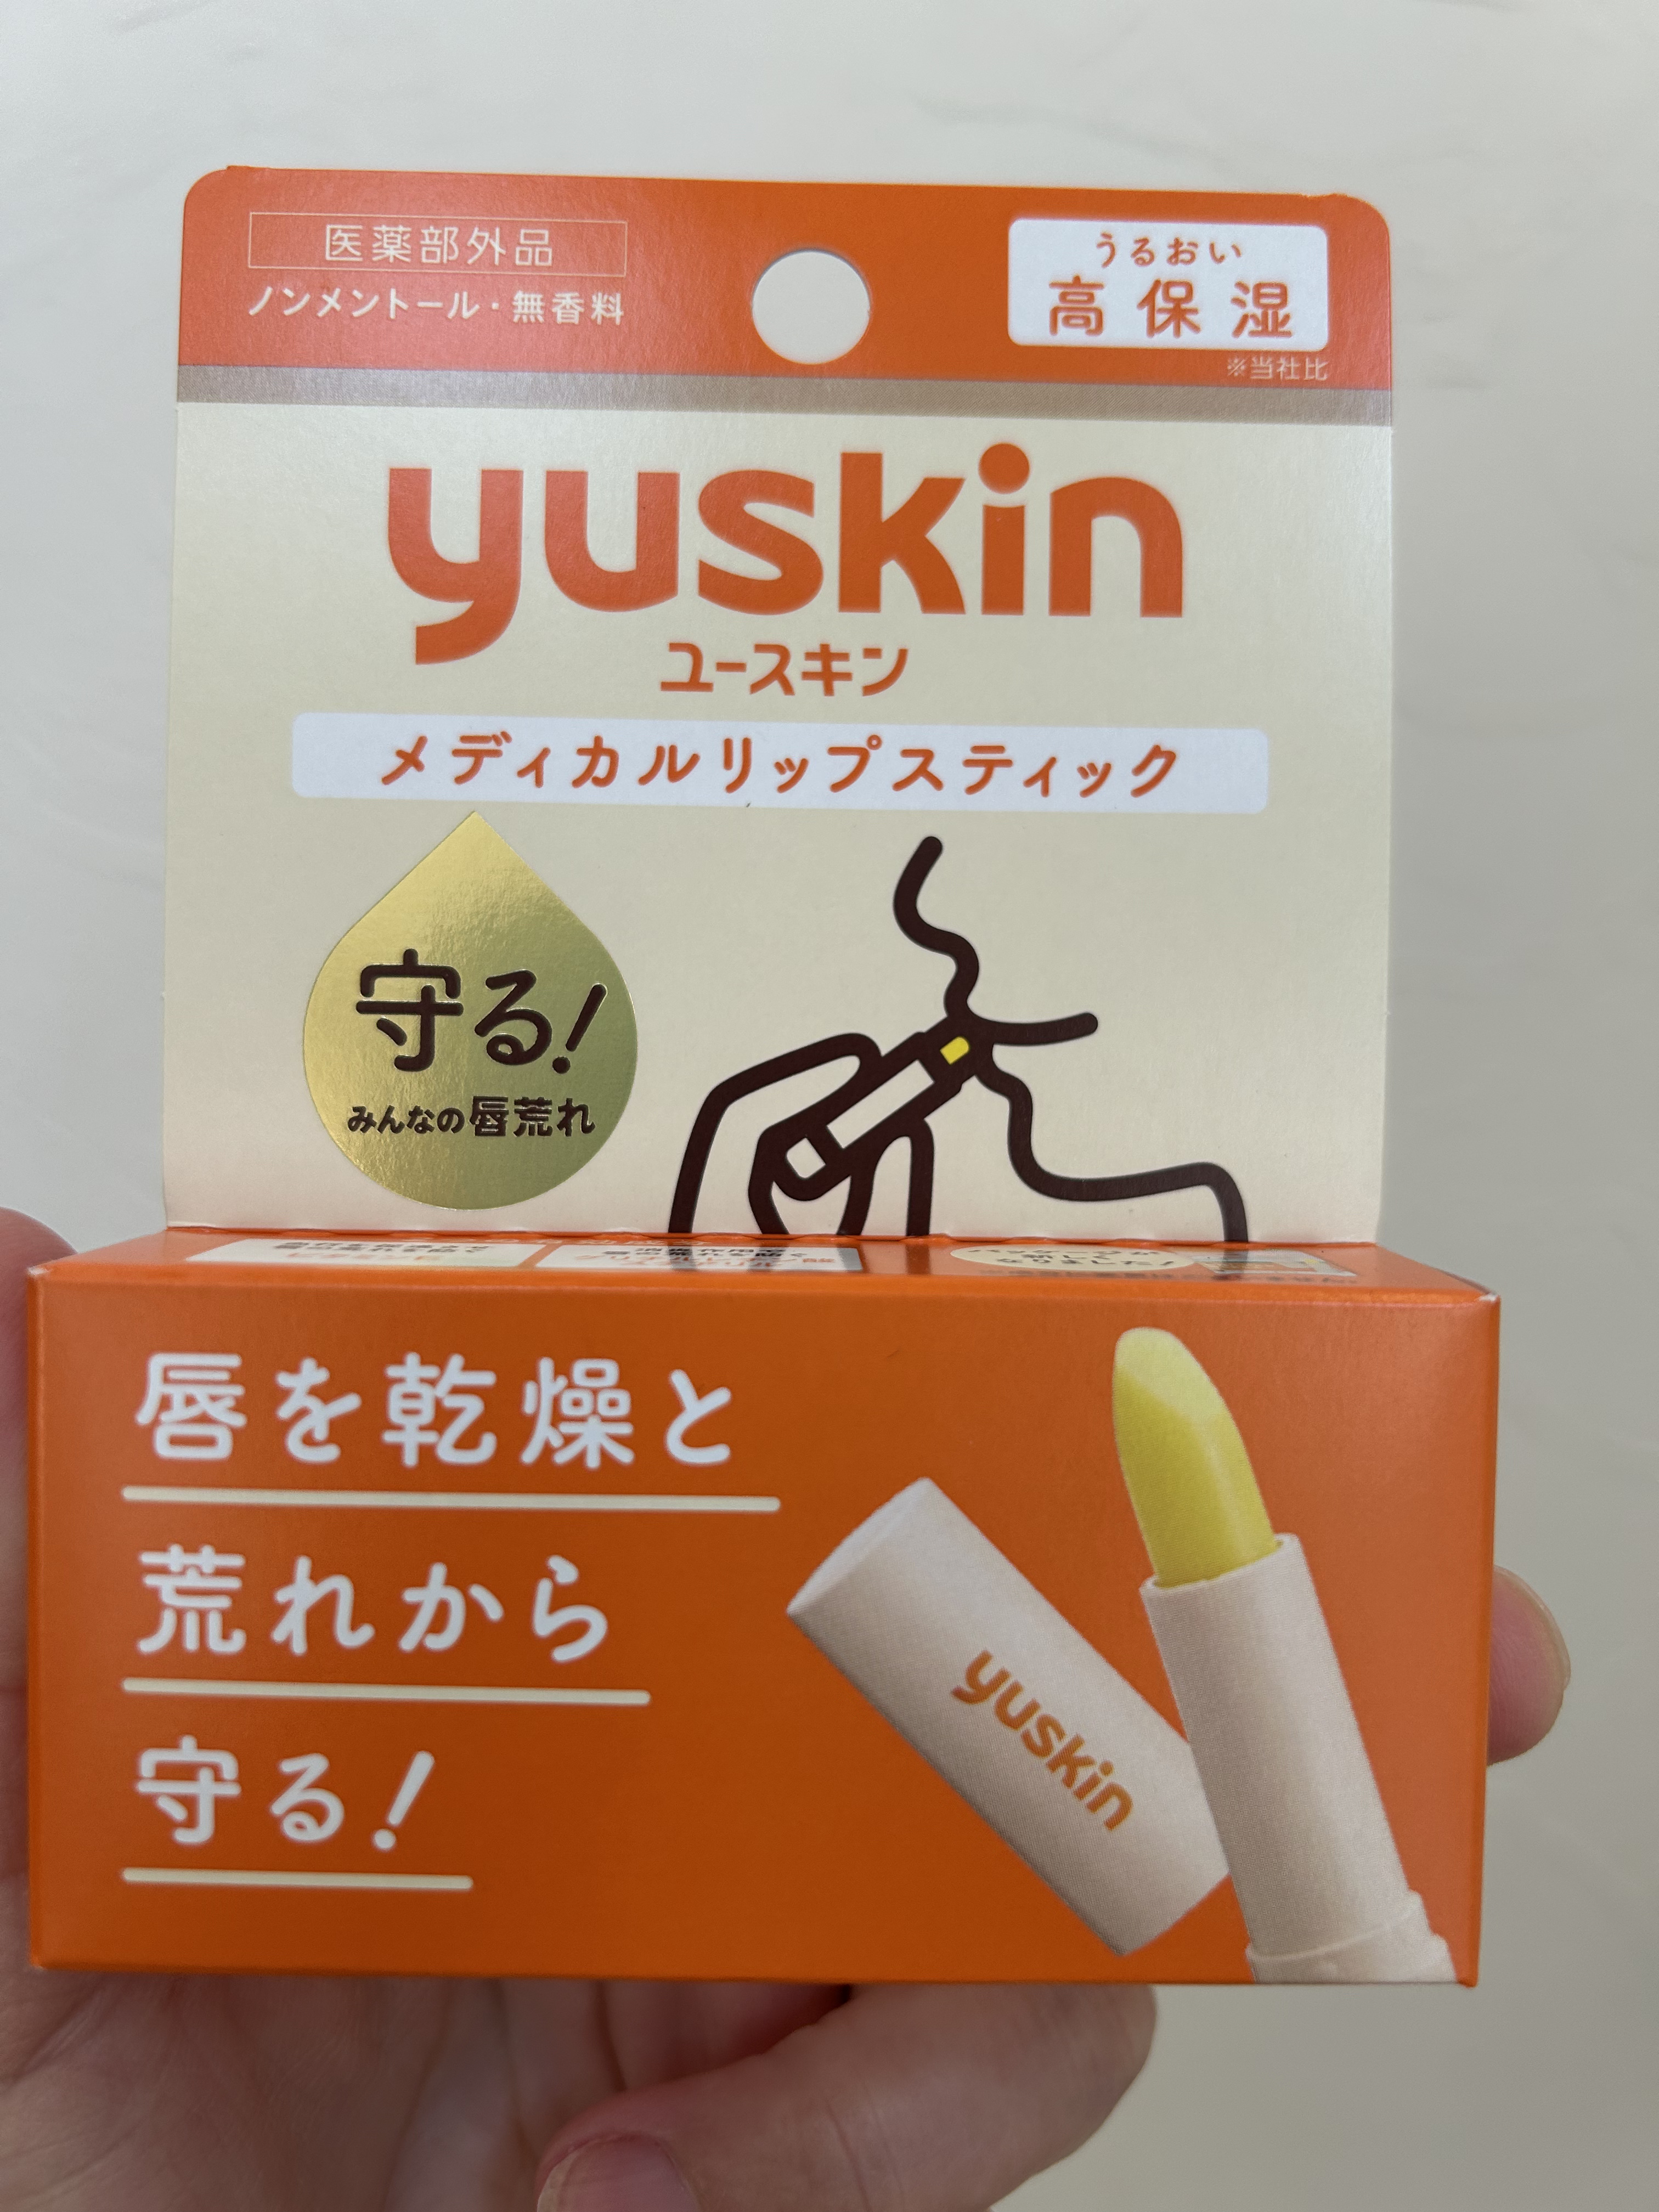 医薬部外品
ノンメントール・無香料
うるおい
高保湿
※当社比
yuskin
ユースキン
メディカルリップスティック
守る!
みんなの唇荒れ
唇を乾燥と
荒れから
守る!
yuskin